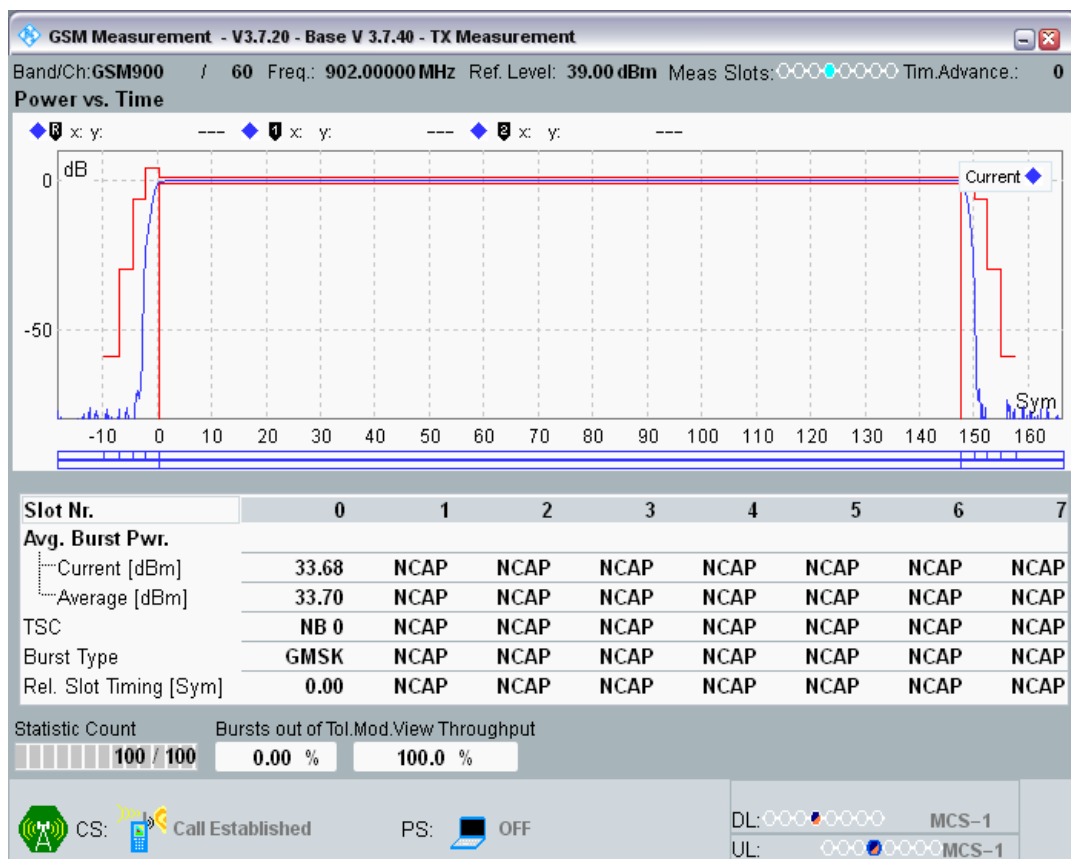 GSM Measurement - V3.7.20 - Base V 3.7.40 - TX Measurement
Band/Ch:GSM900 / 60 Freq.: 902.00000 MHz Ref. Level: 39.00 dBm Meas Slots: Tim.Advance.: 0
Power vs. Time
R x: y: --- 1 x: y: --- 2 x: y: ---
dB
Current
0
-50
Sym
-10 0 10 20 30 40 50 60 70 80 90 100 110 120 130 140 150 160
Slot Nr. 0 1 2 3 4 5 6 7
Avg. Burst Pwr.
Current [dBm] 33.68 NCAP NCAP NCAP NCAP NCAP NCAP NCAP
Average [dBm] 33.70 NCAP NCAP NCAP NCAP NCAP NCAP NCAP
TSC NB 0 NCAP NCAP NCAP NCAP NCAP NCAP NCAP
Burst Type GMSK NCAP NCAP NCAP NCAP NCAP NCAP NCAP
Rel. Slot Timing [Sym] 0.00 NCAP NCAP NCAP NCAP NCAP NCAP NCAP
Statistic Count Bursts out of Tol. Mod.View Throughput
100 / 100 0.00 % 100.0 %
CS: Call Established PS: OFF
DL: MCS-1
UL: MCS-1